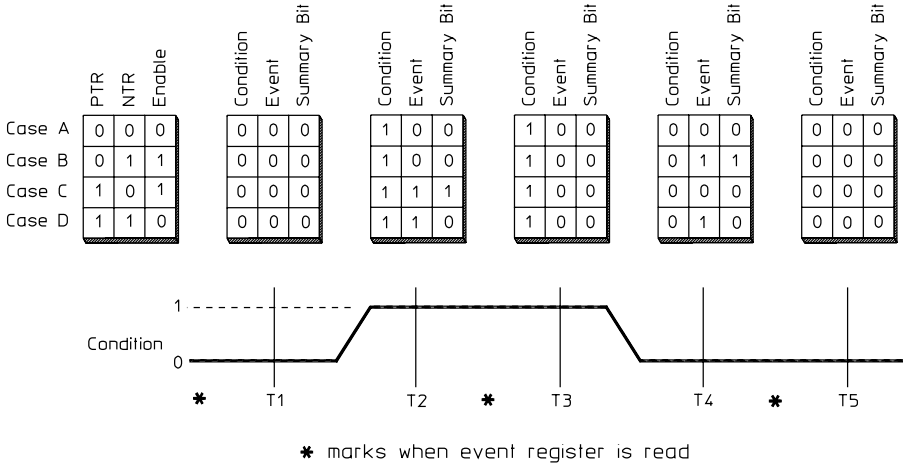 PTR NTR Enable Condition Event Summary Bit Condition Event Summary Bit Condition Event Summary Bit Condition Event Summary Bit Condition Event Summary Bit
Case A 0 0 0 0 0 0 1 0 0 1 0 0 0 0 0 0 0 0
Case B 0 1 1 0 0 0 1 0 0 1 0 0 0 1 1 0 0 0
Case C 1 0 1 0 0 0 1 1 1 1 0 0 0 0 0 0 0 0
Case D 1 1 0 0 0 0 1 1 0 1 0 0 0 1 0 0 0 0
1
Condition
0
* T1 T2 * T3 T4 * T5
* marks when event register is read